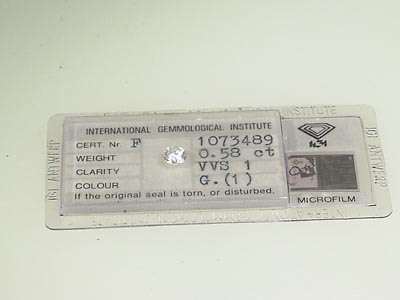 INTERNATIONAL GEMMOLOGICAL INSTITUTE
CERT. Nr. F 1073489
WEIGHT 0.58 ct
CLARITY VVS 1
COLOUR G.(1)
If the original seal is torn, or disturbed.
MICROFILM
INSTITUTE
IGI ANTWERP
IGI ANTWERP